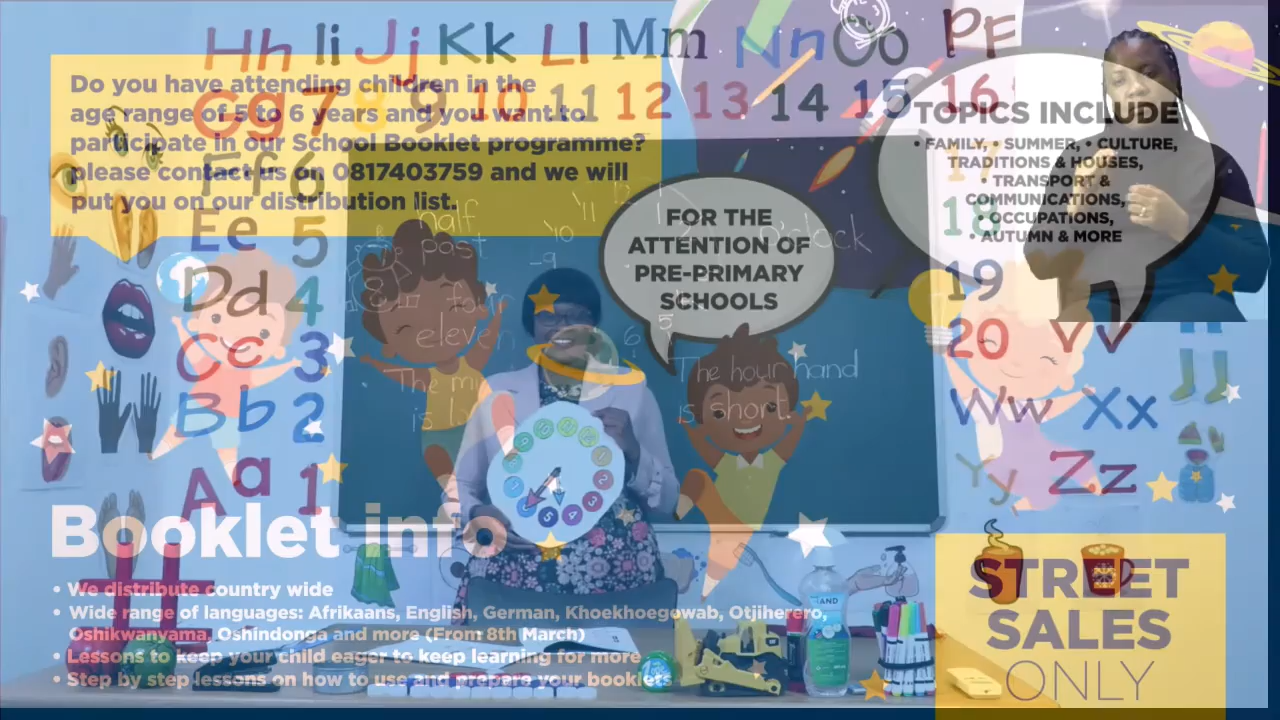 Hh Ii Jj Kk Ll Mm Nn Oo Pp
Cg 7 8 9 10 11 12 13 14 15 16
Do you have attending children in the
age range of 5 to 6 years and you want to
participate in our School Booklet programme?
please contact us on 0817403759 and we will
put you on our distribution list.
TOPICS INCLUDE
• FAMILY, • SUMMER, • CULTURE,
TRADITIONS & HOUSES,
• TRANSPORT &
COMMUNICATIONS,
• OCCUPATIONS,
• AUTUMN & MORE
FOR THE
ATTENTION OF
PRE-PRIMARY
SCHOOLS
Ff 6
Ee 5
Dd 4
Cc 3
Bb 2
Aa 1
half
past
eleven
o'clock
The hour hand
is short.
17
18
19
20 Vv
Ww Xx
Yy Zz
Booklet info
• We distribute country wide
• Wide range of languages: Afrikaans, English, German, Khoekhoegowab, Otjiherero,
Oshikwanyama, Oshindonga and more (From 8th March)
• Lessons to keep your child eager to keep learning for more
• Step by step lessons on how to use and prepare your booklets
STREET
SALES
ONLY